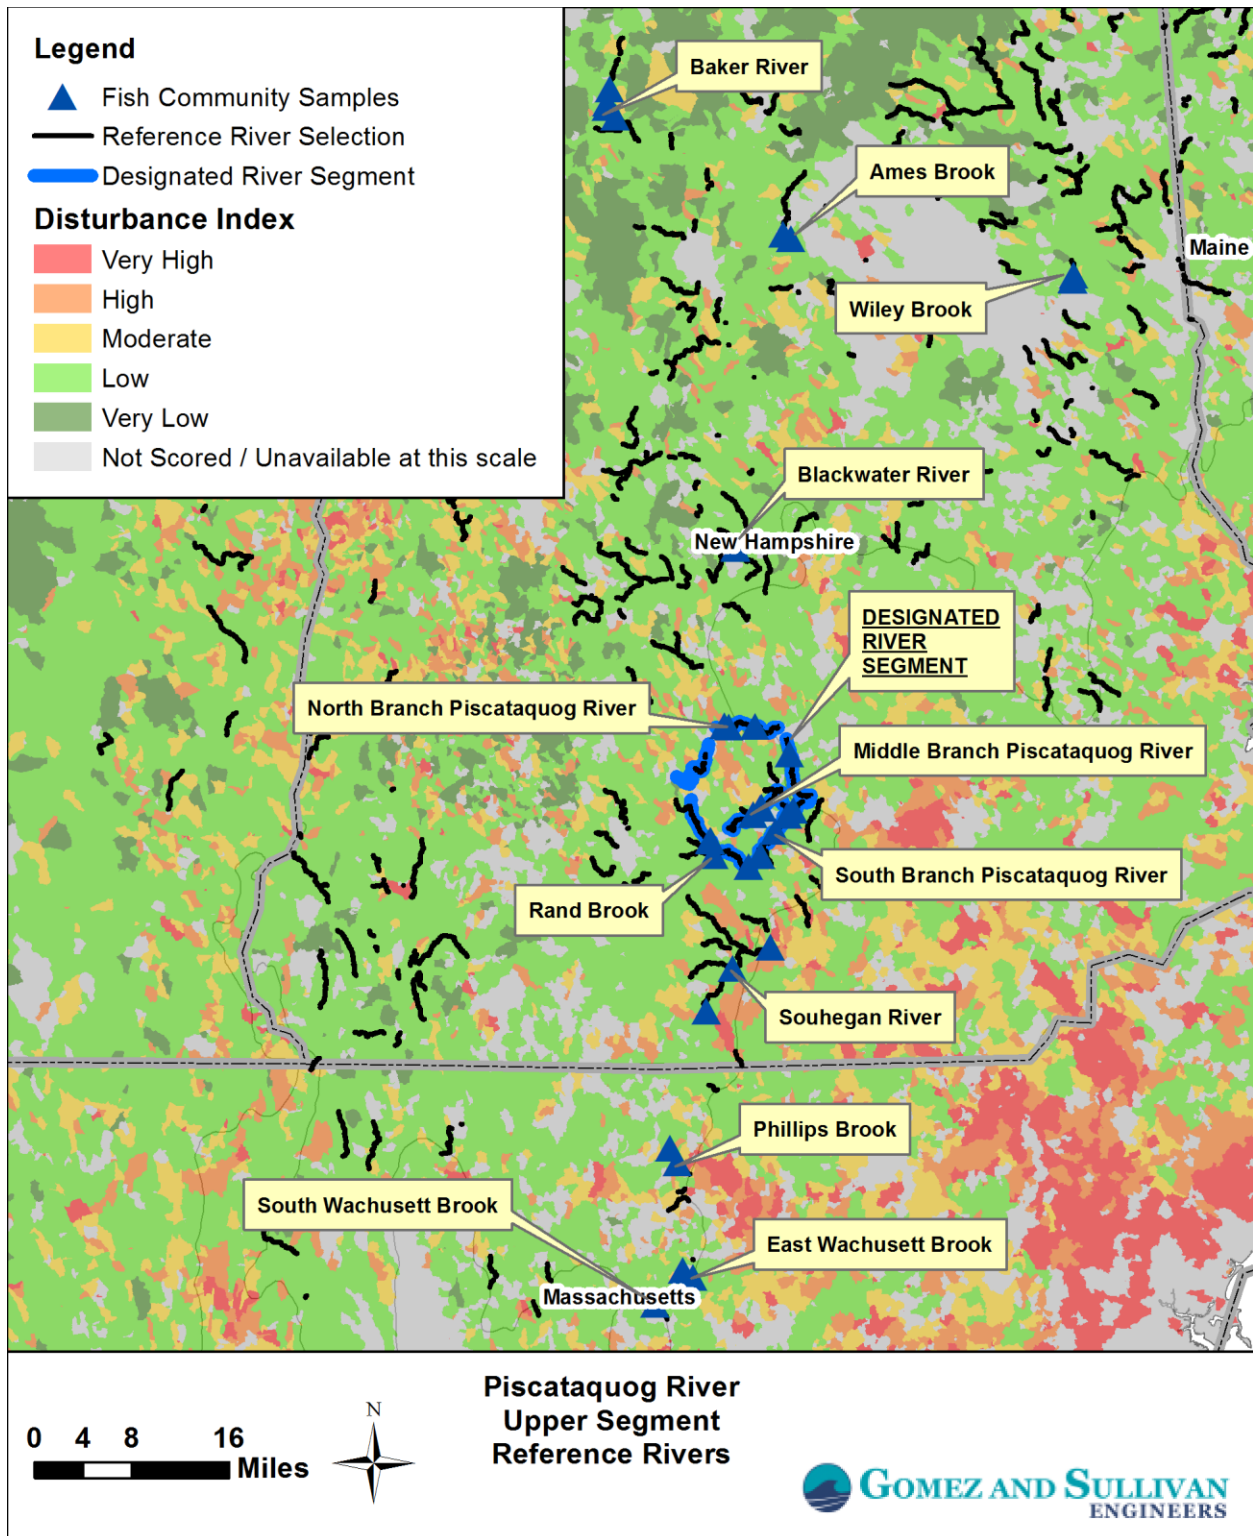 Legend
Fish Community Samples
Reference River Selection
Designated River Segment
Disturbance Index
Very High
High
Moderate
Low
Very Low
Not Scored / Unavailable at this scale
Baker River
Ames Brook
Maine
Wiley Brook
Blackwater River
New Hampshire
DESIGNATED
RIVER
SEGMENT
North Branch Piscataquog River
Middle Branch Piscataquog River
South Branch Piscataquog River
Rand Brook
Souhegan River
Phillips Brook
South Wachusett Brook
East Wachusett Brook
Massachusetts
Piscataquog River
Upper Segment
Reference Rivers
0 4 8 16
Miles
N
GOMEZ AND SULLIVAN
ENGINEERS